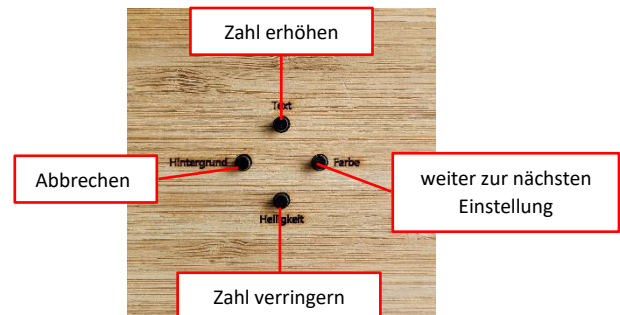 Zahl erhöhen
Text
Hintergrund
Farbe
Abbrechen
weiter zur nächsten
Einstellung
Helligkeit
Zahl verringern